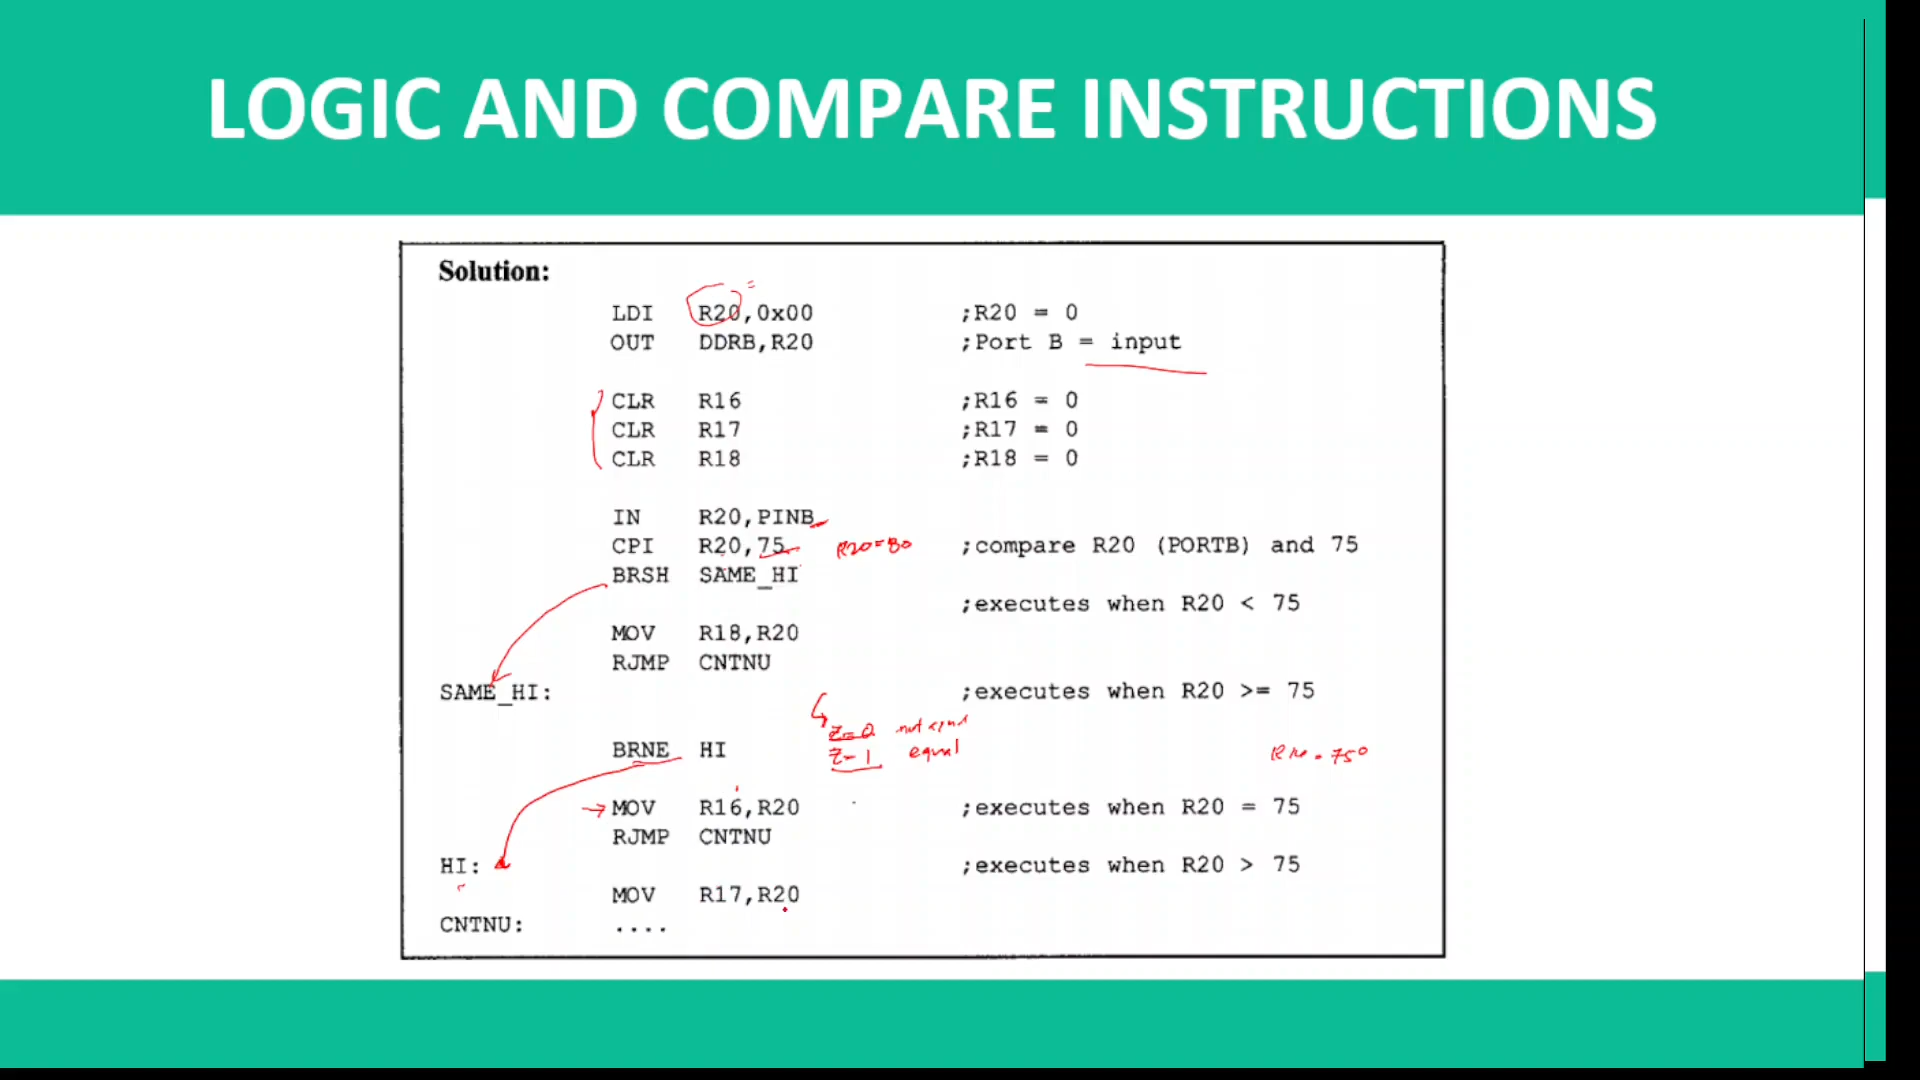 LOGIC AND COMPARE INSTRUCTIONS
Solution:
LDI R20,0x00 ;R20 = 0
OUT DDRB,R20 ;Port B = input
CLR R16 ;R16 = 0
CLR R17 ;R17 = 0
CLR R18 ;R18 = 0
IN R20,PINB
CPI R20,75 R20=80 ;compare R20 (PORTB) and 75
BRSH SAME_HI
;executes when R20 < 75
MOV R18,R20
RJMP CNTNU
SAME_HI: ;executes when R20 >= 75
Z=0 not equal
BRNE HI Z=1 equal
MOV R16,R20 ;executes when R20 = 75
RJMP CNTNU
HI: ;executes when R20 > 75
MOV R17,R20
CNTNU: ....